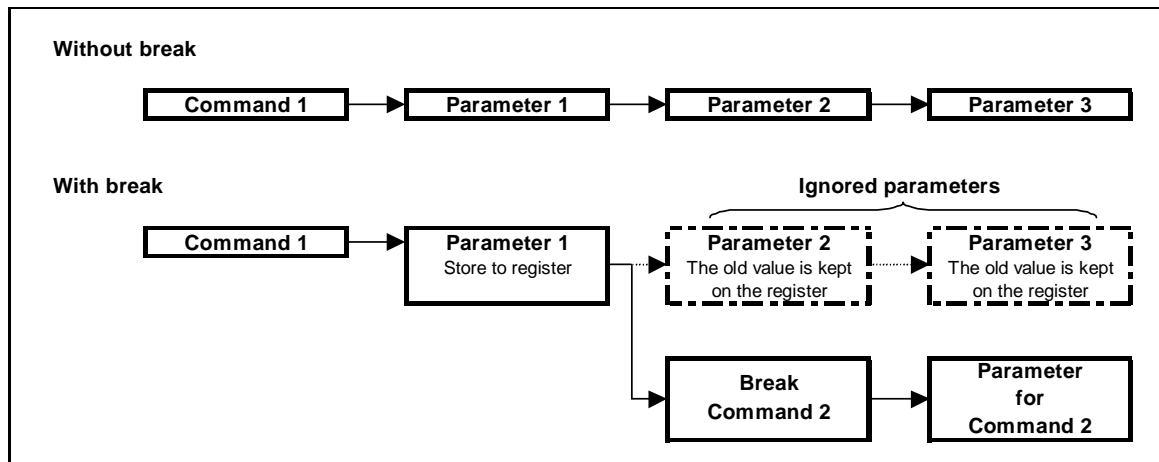 Without break
Command 1
Parameter 1
Parameter 2
Parameter 3
With break
Ignored parameters
Command 1
Parameter 1
Store to register
Parameter 2
The old value is kept
on the register
Parameter 3
The old value is kept
on the register
Break
Command 2
Parameter
for
Command 2